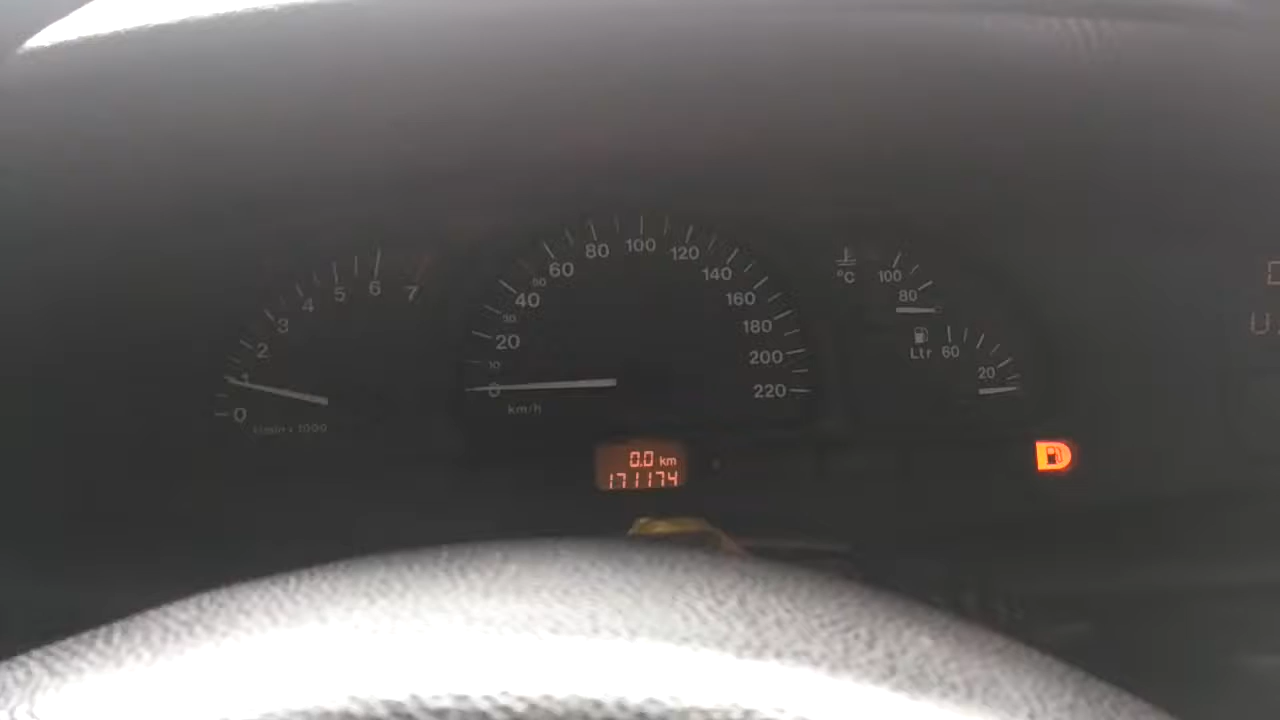 0 1 2 3 4 5 6 7
1/min x 1000
0 10 20 30 40 50 60 80 100 120 140 160 180 200 220
km/h
0.0 km
171174
°C 80 100
Ltr 60 20